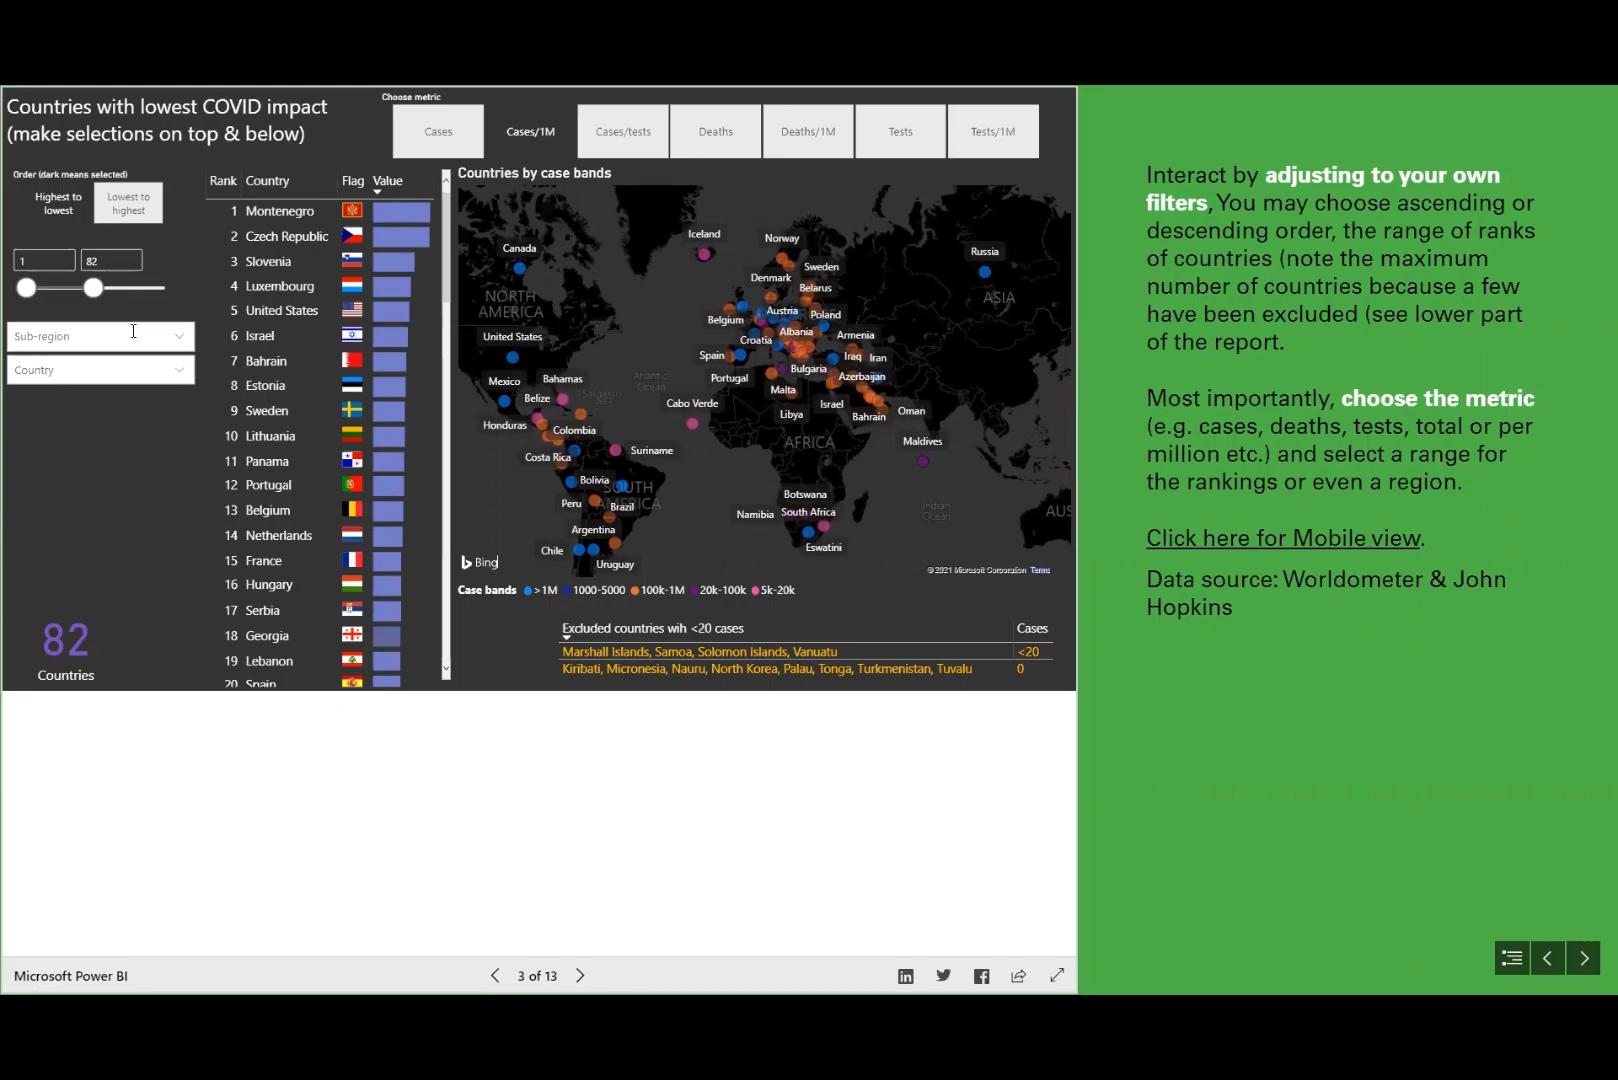 Countries with lowest COVID impact
(make selections on top & below)
Choose metric
Cases
Cases/1M
Cases/tests
Deaths
Deaths/1M
Tests
Tests/1M
Order (dark means selected)
Highest to
lowest
Lowest to
highest
1
82
Sub-region
Country
82
Countries
Rank Country Flag Value
1 Montenegro
2 Czech Republic
3 Slovenia
4 Luxembourg
5 United States
6 Israel
7 Bahrain
8 Estonia
9 Sweden
10 Lithuania
11 Panama
12 Portugal
13 Belgium
14 Netherlands
15 France
16 Hungary
17 Serbia
18 Georgia
19 Lebanon
20 Spain
Countries by case bands
Iceland
Norway
Canada
Russia
Sweden
Denmark
Belarus
NORTH
AMERICA
ASIA
Austria
Poland
Belgium
Albania
Armenia
United States
Croatia
Spain
Iraq
Iran
Bulgaria
Atlantic
Ocean
Portugal
Azerbaijan
Mexico
Bahamas
Malta
Sargasso
Sea
Belize
Cabo Verde
Israel
Libya
Oman
Bahrain
Honduras
Colombia
AFRICA
Maldives
Costa Rica
Suriname
Bolivia
SOUTH
AMERICA
Botswana
Peru
Brazil
Namibia
South Africa
Indian
Ocean
AUS
Argentina
Eswatini
Chile
Uruguay
Bing
© 2021 Microsoft Corporation Terms
Case bands >1M 1000-5000 100k-1M 20k-100k 5k-20k
Excluded countries wih <20 cases Cases
Marshall Islands, Samoa, Solomon Islands, Vanuatu <20
Kiribati, Micronesia, Nauru, North Korea, Palau, Tonga, Turkmenistan, Tuvalu 0
Microsoft Power BI
3 of 13
Interact by adjusting to your own
filters, You may choose ascending or
descending order, the range of ranks
of countries (note the maximum
number of countries because a few
have been excluded (see lower part
of the report.
Most importantly, choose the metric
(e.g. cases, deaths, tests, total or per
million etc.) and select a range for
the rankings or even a region.
Click here for Mobile view.
Data source: Worldometer & John
Hopkins